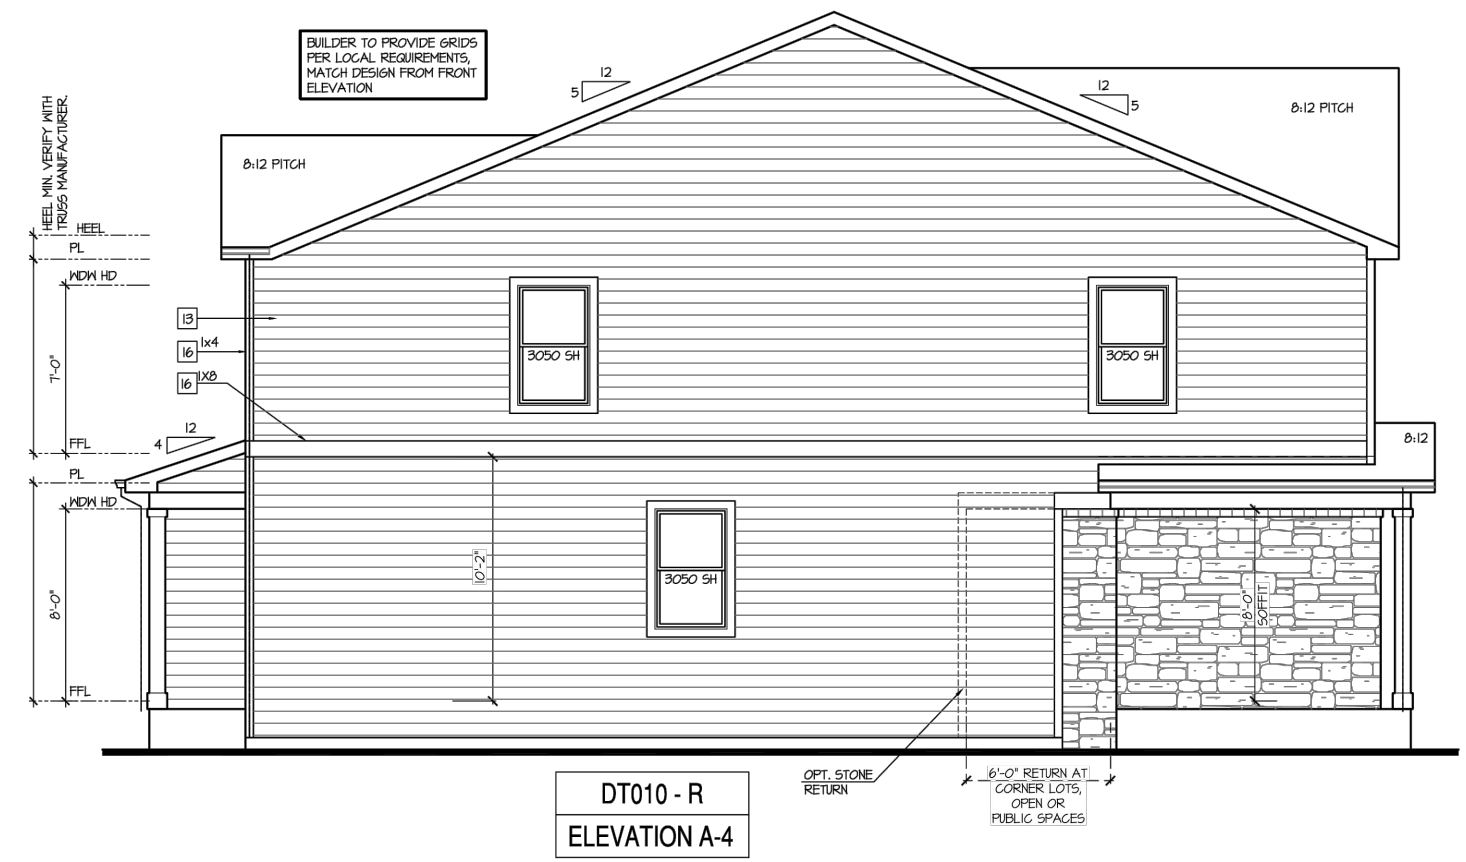 BUILDER TO PROVIDE GRIDS
PER LOCAL REQUIREMENTS,
MATCH DESIGN FROM FRONT
ELEVATION
12
5
12
5
8:12 PITCH
8:12 PITCH
HEEL MIN. VERIFY WITH
TRUSS MANUFACTURER.
HEEL
PL
WDW HD
13
16 1x4
16 1X8
7'-0"
3050 SH
3050 SH
12
4
FFL
8:12
PL
WDW HD
10'-2"
3050 SH
8'-0"
8'-0"
SOFFIT
FFL
OPT. STONE
RETURN
6'-0" RETURN AT
CORNER LOTS,
OPEN OR
PUBLIC SPACES
DT010 - R
ELEVATION A-4